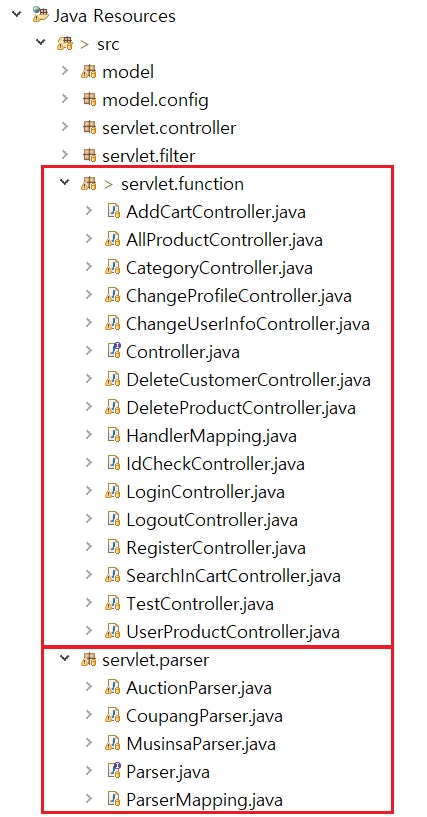 Java Resources
> src
model
model.config
servlet.controller
servlet.filter
> servlet.function
AddCartController.java
AllProductController.java
CategoryController.java
ChangeProfileController.java
ChangeUserInfoController.java
Controller.java
DeleteCustomerController.java
DeleteProductController.java
HandlerMapping.java
IdCheckController.java
LoginController.java
LogoutController.java
RegisterController.java
SearchInCartController.java
TestController.java
UserProductController.java
servlet.parser
AuctionParser.java
CoupangParser.java
MusinsaParser.java
Parser.java
ParserMapping.java